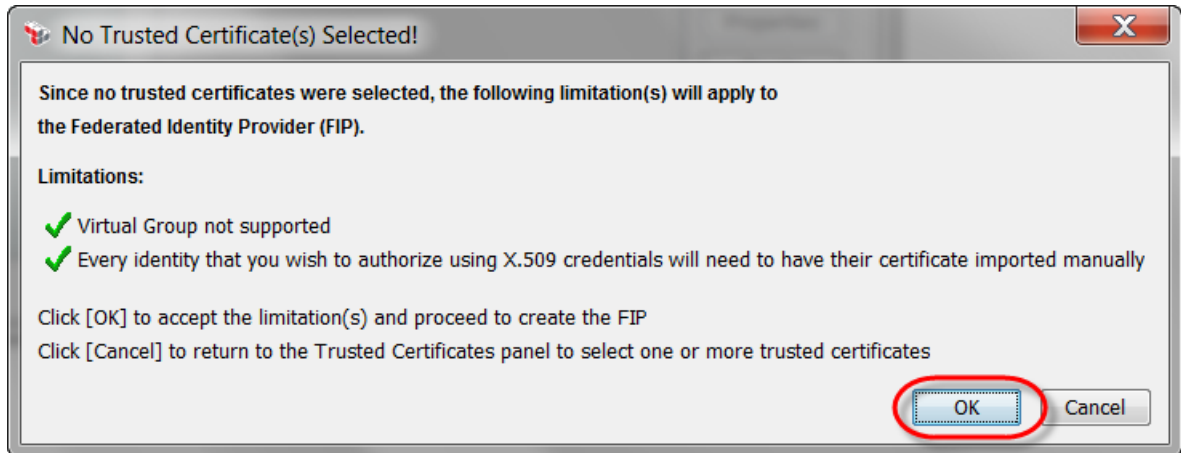 No Trusted Certificate(s) Selected!
Since no trusted certificates were selected, the following limitation(s) will apply to
the Federated Identity Provider (FIP).
Limitations:
Virtual Group not supported
Every identity that you wish to authorize using X.509 credentials will need to have their certificate imported manually
Click [OK] to accept the limitation(s) and proceed to create the FIP
Click [Cancel] to return to the Trusted Certificates panel to select one or more trusted certificates
OK Cancel